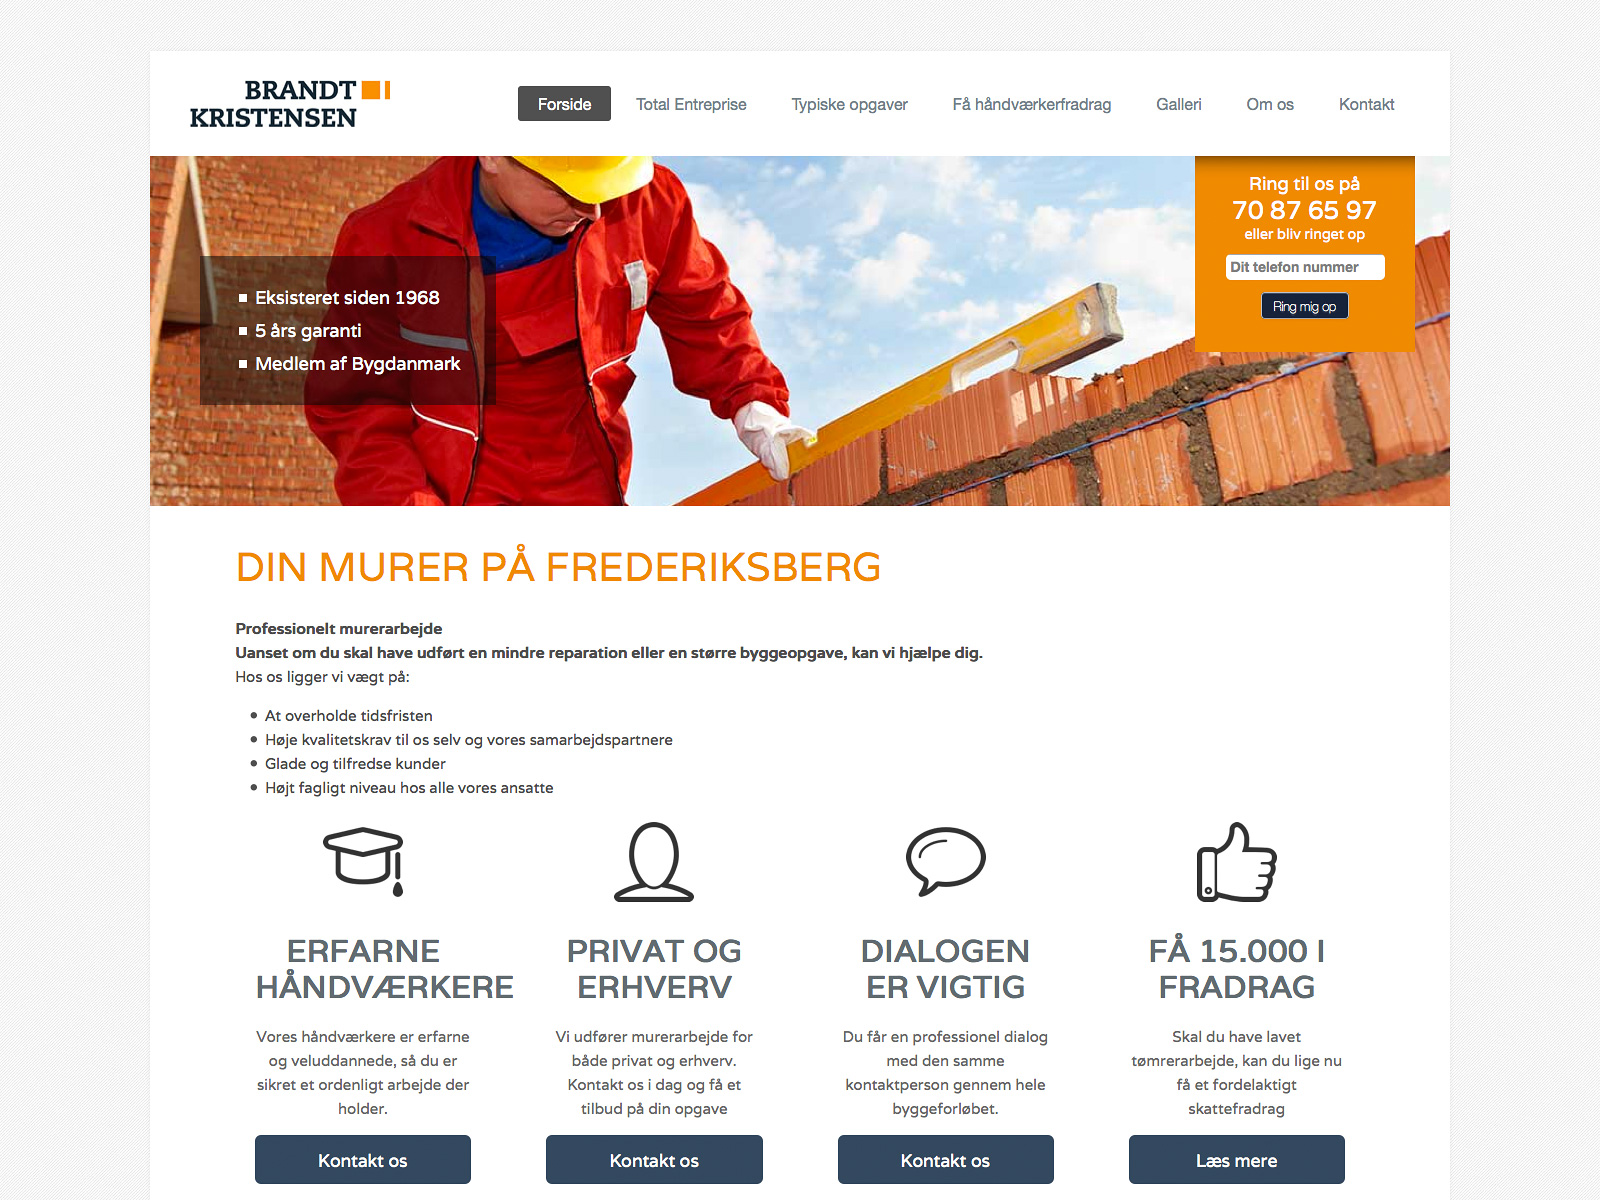 BRANDT
KRISTENSEN
Forside
Total Entreprise
Typiske opgaver
Få håndværkerfradrag
Galleri
Om os
Kontakt
Ring til os på
70 87 65 97
eller bliv ringet op
Dit telefon nummer
Ring mig op
Eksisteret siden 1968
5 års garanti
Medlem af Bygdanmark
DIN MURER PÅ FREDERIKSBERG
Professionelt murerarbejde
Uanset om du skal have udført en mindre reparation eller en større byggeopgave, kan vi hjælpe dig.
Hos os ligger vi vægt på:
At overholde tidsfristen
Høje kvalitetskrav til os selv og vores samarbejdspartnere
Glade og tilfredse kunder
Højt fagligt niveau hos alle vores ansatte
ERFARNE
HÅNDVÆRKERE
Vores håndværkere er erfarne
og veluddannede, så du er
sikret et ordenligt arbejde der
holder.
Kontakt os
PRIVAT OG
ERHVERV
Vi udfører murerarbejde for
både privat og erhverv.
Kontakt os i dag og få et
tilbud på din opgave
Kontakt os
DIALOGEN
ER VIGTIG
Du får en professionel dialog
med den samme
kontaktperson gennem hele
byggeforløbet.
Kontakt os
FÅ 15.000 I
FRADRAG
Skal du have lavet
tømrerarbejde, kan du lige nu
få et fordelaktigt
skattefradrag
Læs mere